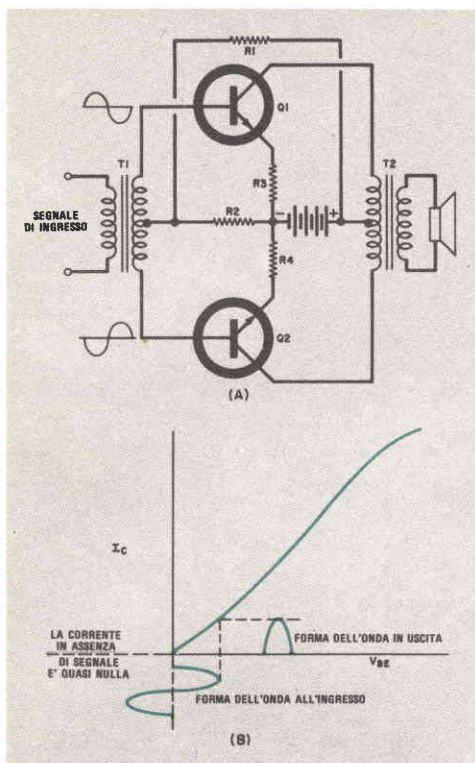 R1
Q1
T1
T2
R3
SEGNALE
DI INGRESSO
R2
- +
R4
Q2
(A)
Ic
LA CORRENTE
IN ASSENZA
DI SEGNALE
E' QUASI NULLA
FORMA DELL'ONDA IN USCITA
VBE
FORMA DELL'ONDA ALL'INGRESSO
(B)